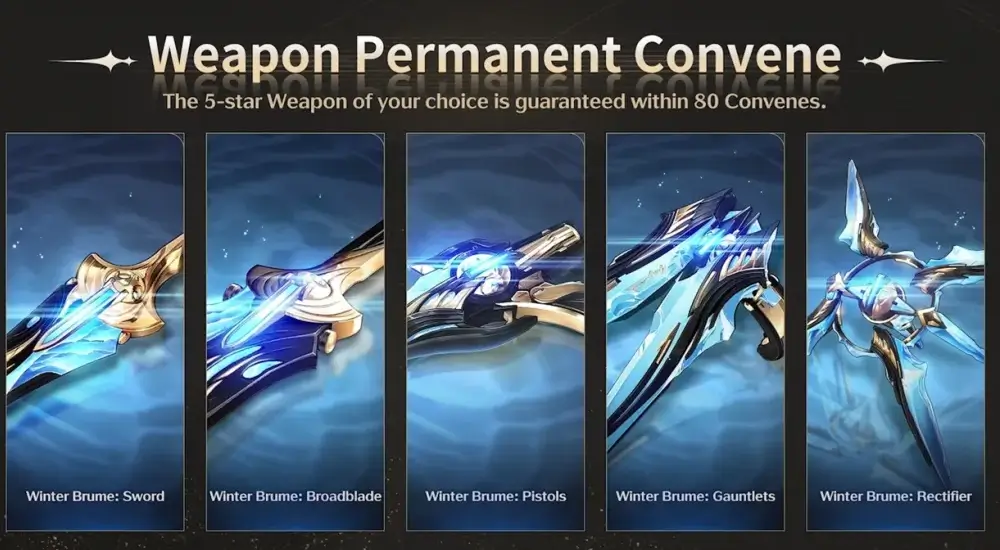 Weapon Permanent Convene
The 5-star Weapon of your choice is guaranteed within 80 Convenes.
Winter Brume: Sword
Winter Brume: Broadblade
Winter Brume: Pistols
Winter Brume: Gauntlets
Winter Brume: Rectifier